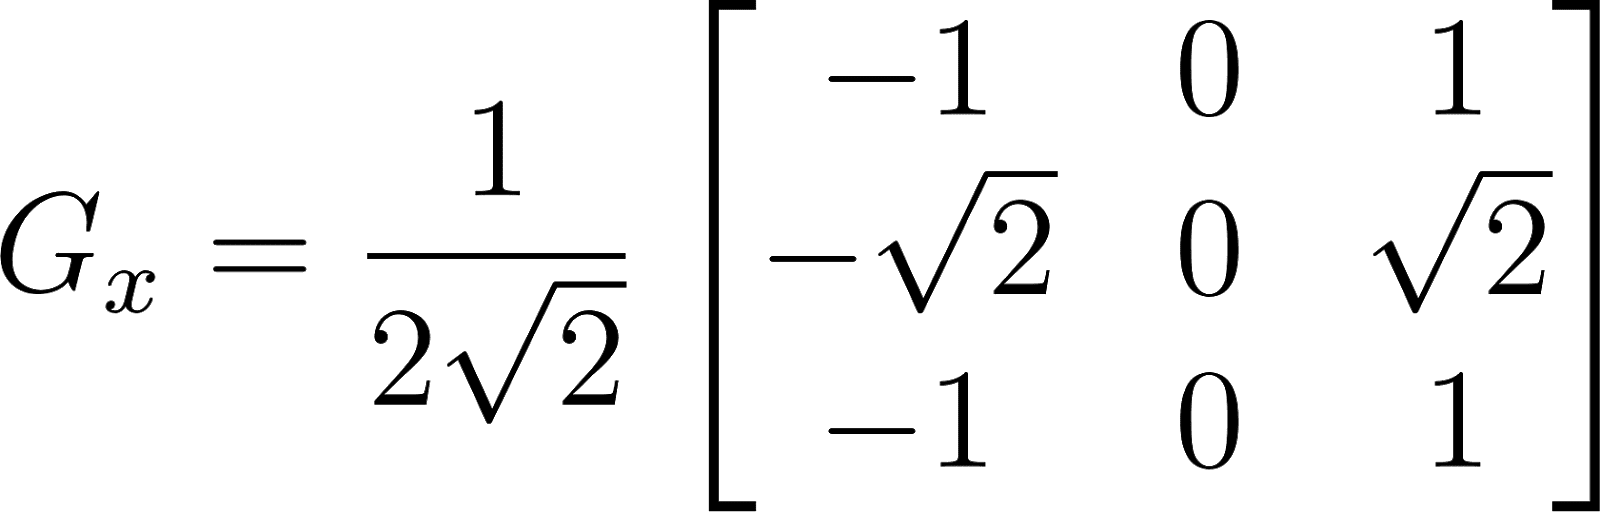 G_x = \frac{1}{2\sqrt{2}} \begin{bmatrix} -1 & 0 & 1 \\ -\sqrt{2} & 0 & \sqrt{2} \\ -1 & 0 & 1 \end{bmatrix}